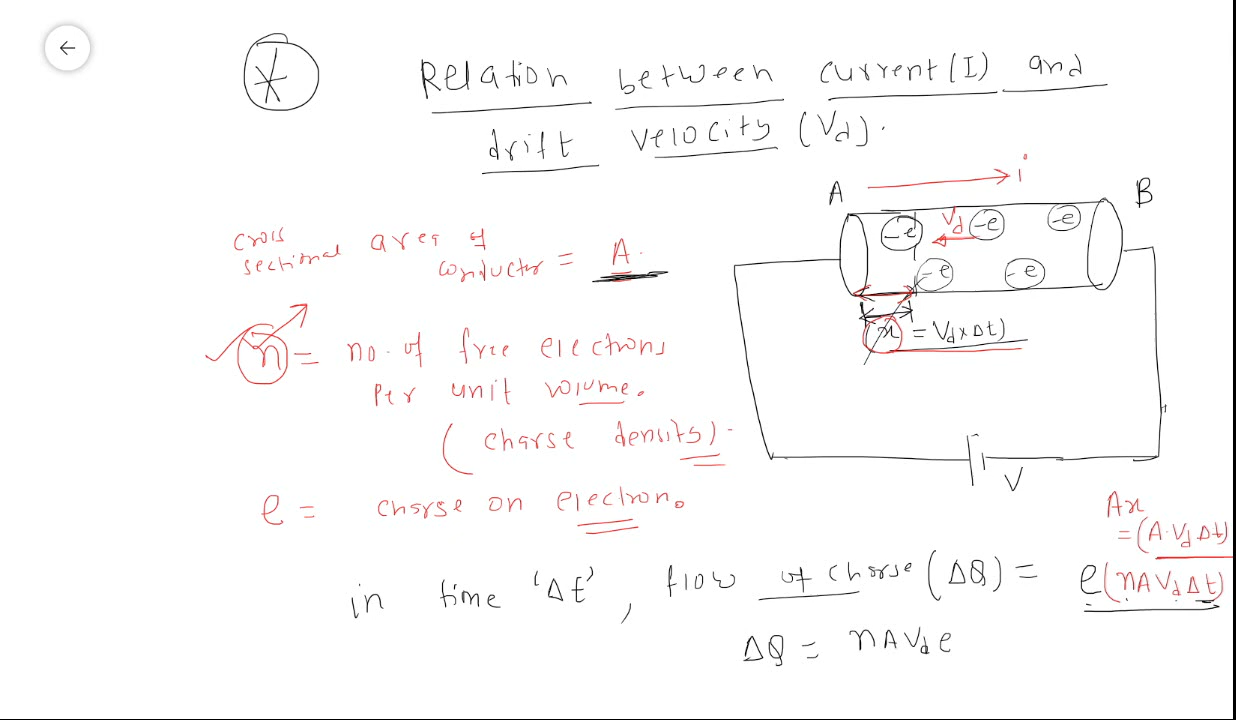 Relation between current (I) and
drift velocity (Vd).
A
i
B
-e
Vd
-e
-e
-e
-e
x = Vd x Δt)
V
cross
sectional area of
conductor = A.
n = no. of free electrons
Per unit volume.
( charge density).
e = charge on electron.
Ax
= (A.Vd Δt)
in time 'Δt', flow of charge (ΔQ) = e(nAVdΔt)
ΔQ = nAVde